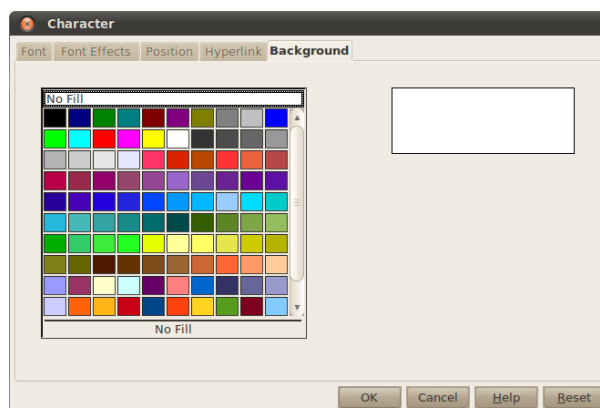 Character
Font Font Effects Position Hyperlink Background
No Fill
No Fill
OK Cancel Help Reset